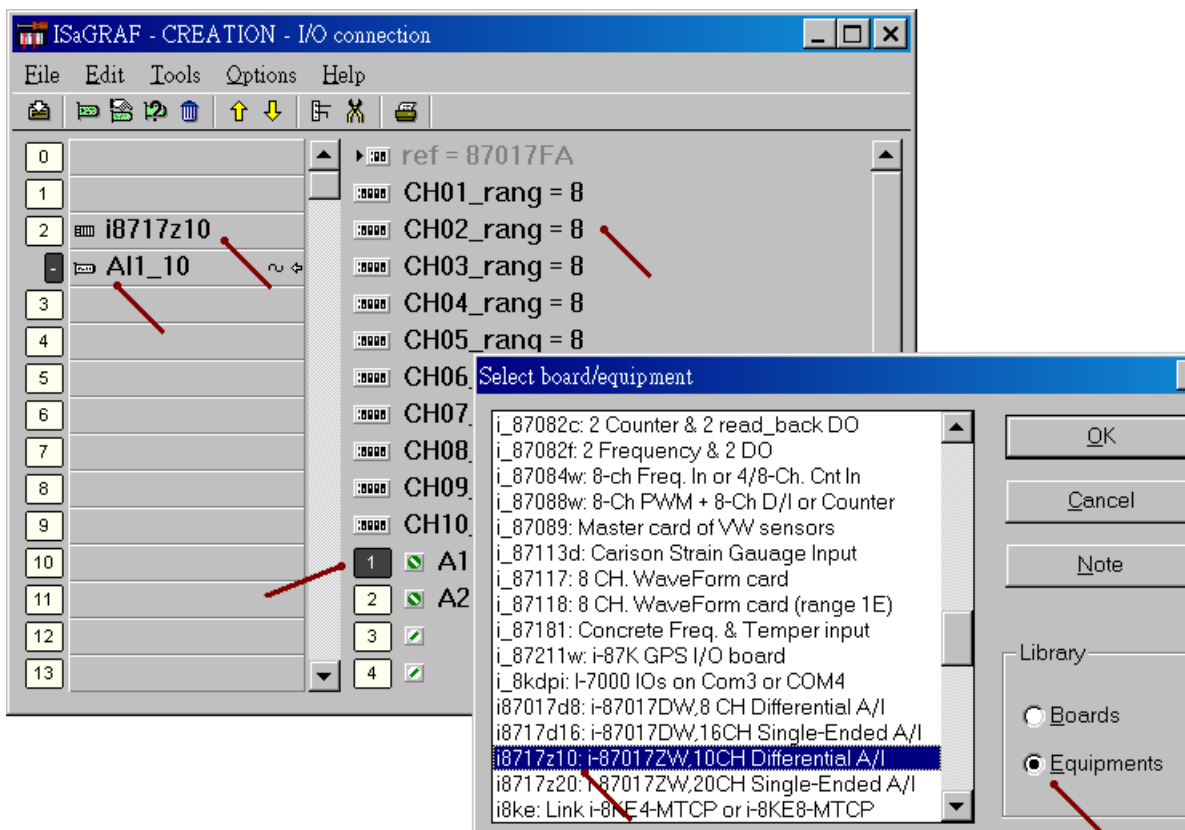 ISaGRAF - CREATION - I/O connection
File Edit Tools Options Help
0
1
2 i8717z10
- AI1_10
3
4
5
6
7
8
9
10
11
12
13
ref = 87017FA
CH01_rang = 8
CH02_rang = 8
CH03_rang = 8
CH04_rang = 8
CH05_rang = 8
CH06_
CH07_
CH08_
CH09_
CH10_
1 A1
2 A2
3
4
Select board/equipment
i_87082c: 2 Counter & 2 read_back DO
i_87082f: 2 Frequency & 2 DO
i_87084w: 8-ch Freq. In or 4/8-Ch. Cnt In
i_87088w: 8-Ch PWM + 8-Ch D/I or Counter
i_87089: Master card of VW sensors
i_87113d: Carison Strain Gauage Input
i_87117: 8 CH. WaveForm card
i_87118: 8 CH. WaveForm card (range 1E)
i_87181: Concrete Freq. & Temper input
i_87211w: i-87K GPS I/O board
i_8kdpi: I-7000 IOs on Com3 or COM4
i87017d8: i-87017DW,8 CH Differential A/I
i8717d16: i-87017DW,16CH Single-Ended A/I
i8717z10: i-87017ZW,10CH Differential A/I
i8717z20: i-87017ZW,20CH Single-Ended A/I
i8ke: Link i-8KE4-MTCP or i-8KE8-MTCP
OK
Cancel
Note
Library
Boards
Equipments